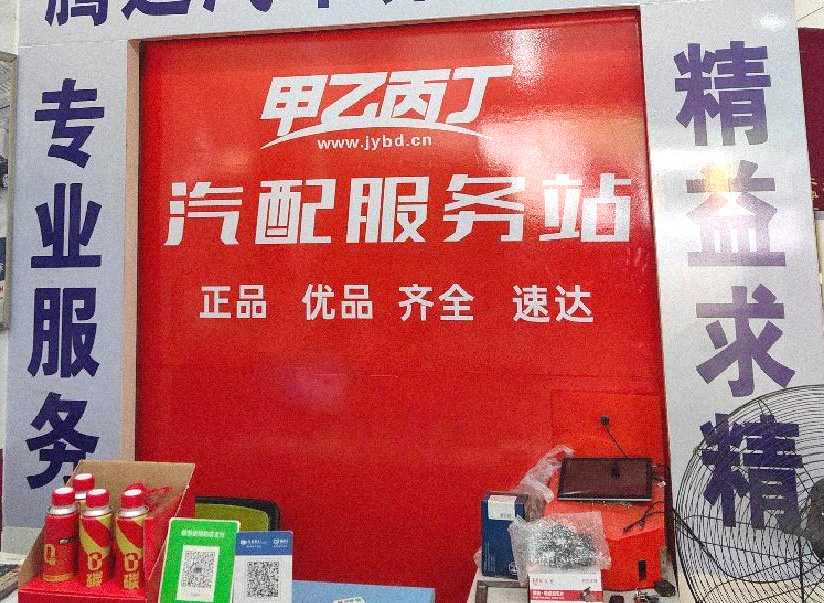 专业服务
甲乙丙丁
www.jybd.cn
汽配服务站
正品 优品 齐全 速达
精益求精
碳